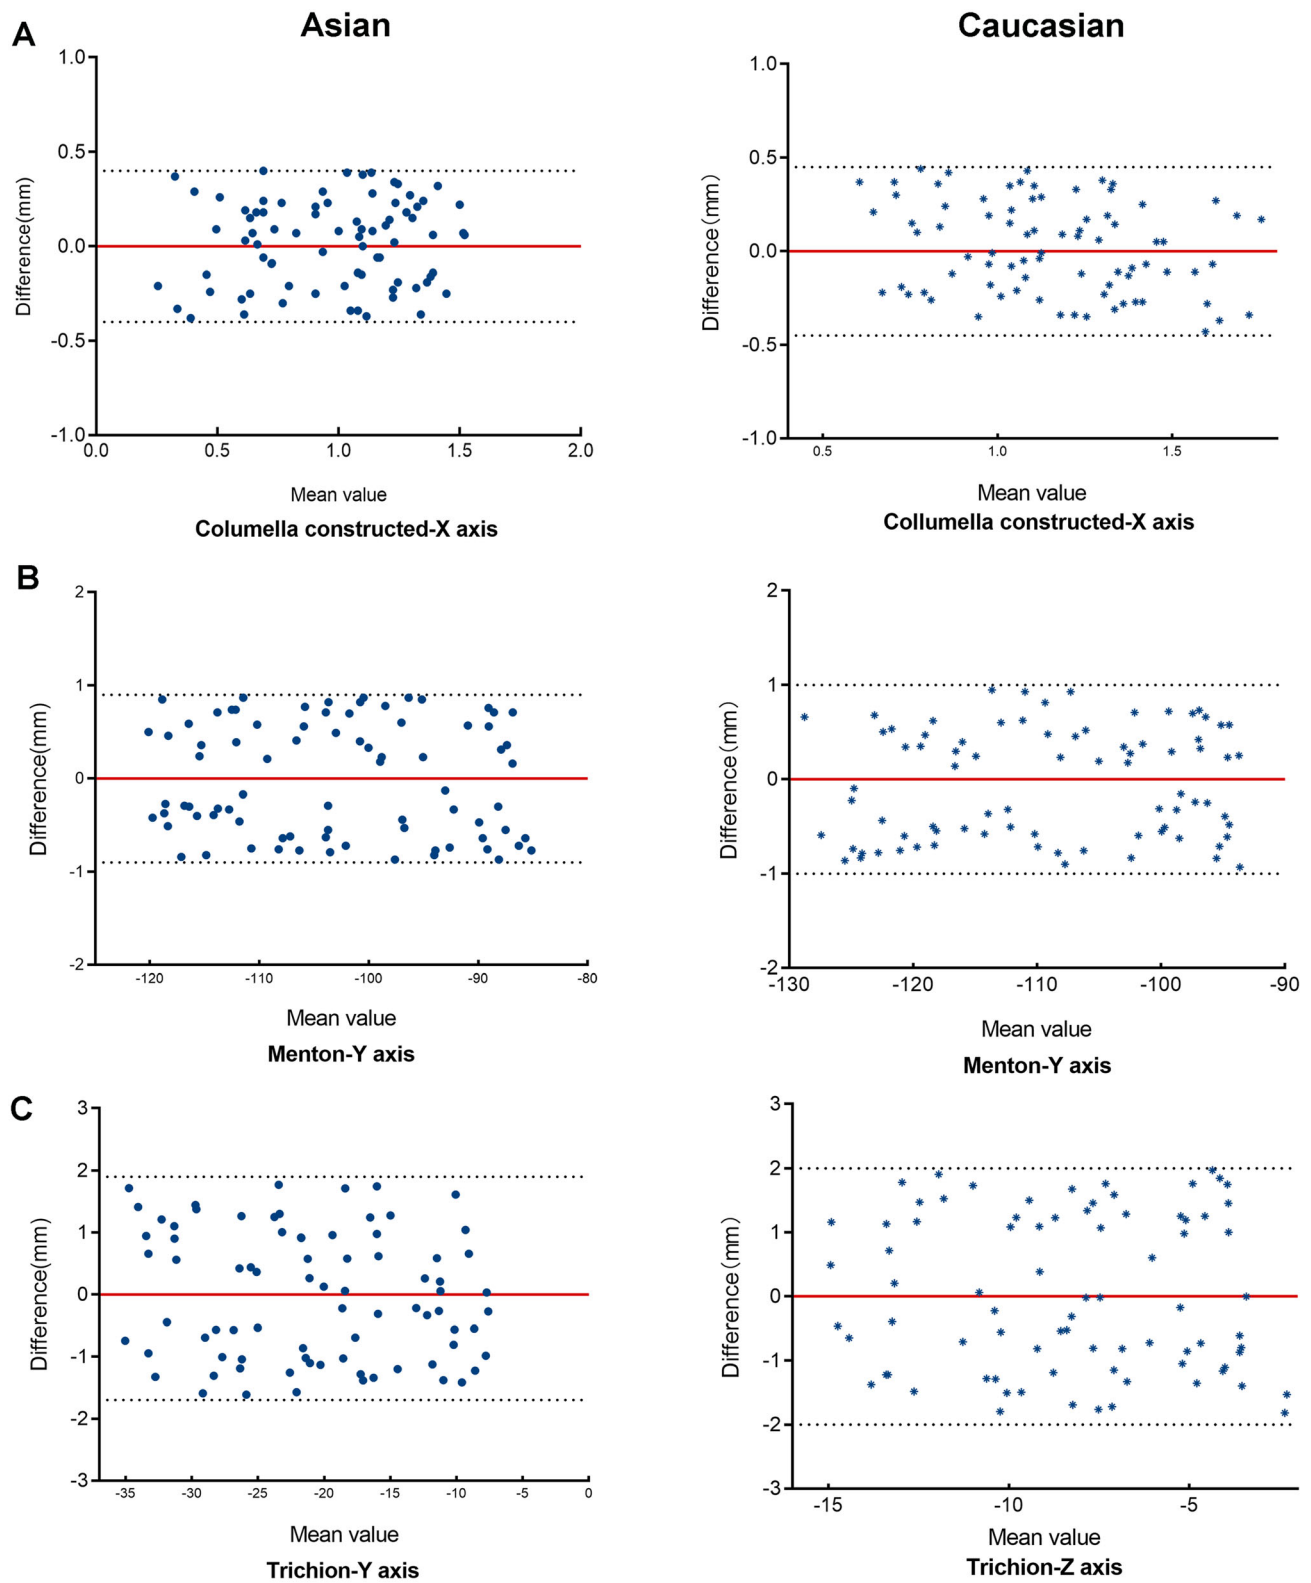 Asian
Caucasian
A
1.0
0.5
0.0
-0.5
-1.0
Difference(mm)
0.0
0.5
1.0
1.5
2.0
Mean value
Columella constructed-X axis
1.0
0.5
0.0
-0.5
-1.0
Difference(mm)
0.5
1.0
1.5
Mean value
Collumella constructed-X axis
B
2
1
0
-1
-2
Difference(mm)
-120
-110
-100
-90
-80
Mean value
Menton-Y axis
2
1
0
-1
-2
Difference(mm)
-130
-120
-110
-100
-90
Mean value
Menton-Y axis
C
3
2
1
0
-1
-2
-3
Difference(mm)
-35
-30
-25
-20
-15
-10
-5
0
Mean value
Trichion-Y axis
3
2
1
0
-1
-2
-3
Difference(mm)
-15
-10
-5
Mean value
Trichion-Z axis